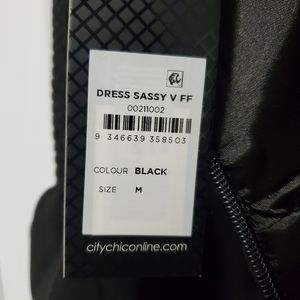 DRESS SASSY V FF
00211002
9 346639 358503
COLOUR BLACK
SIZE M
citychiconline.com